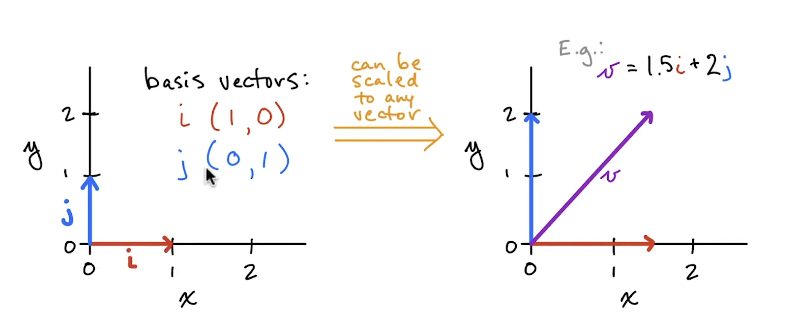 basis vectors:
i (1,0)
j (0,1)
2
1
0
y
j
i
0
1
2
x
can be
scaled
to any
vector
E.g.:
v = 1.5i + 2j
2
1
0
y
v
0
1
2
x